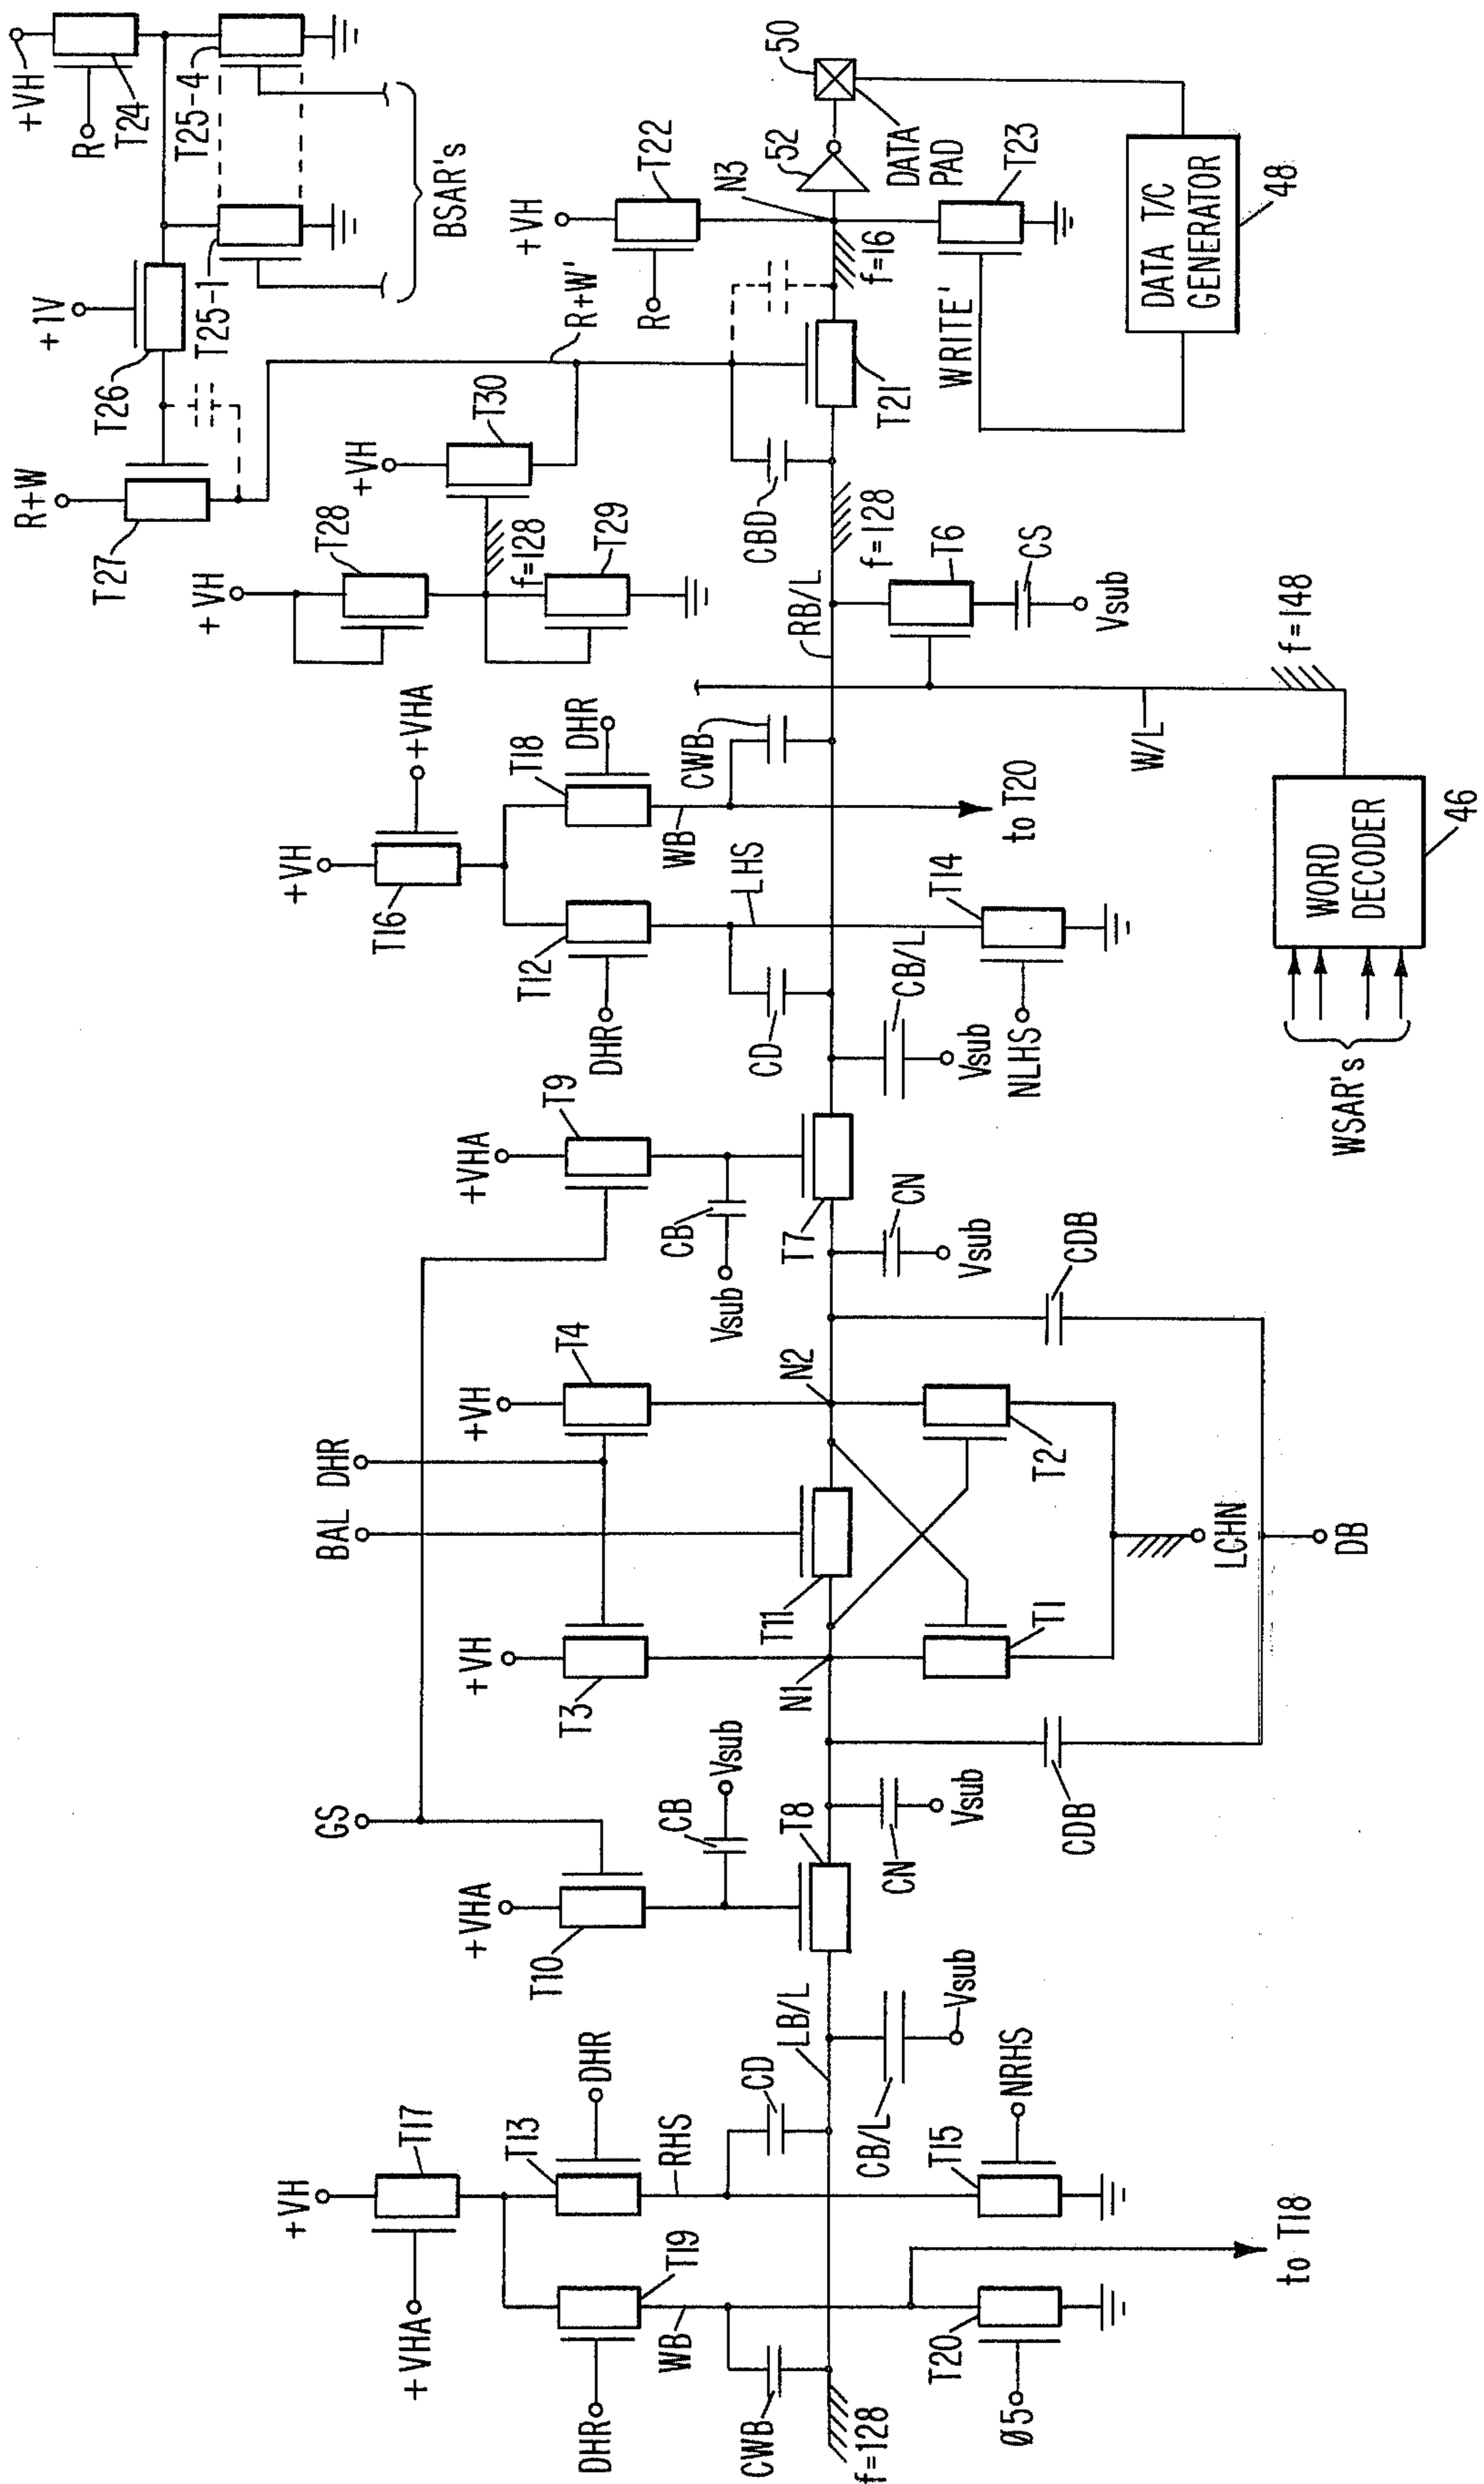 +VH
+VHA
T17
DHR
T19
T13
DHR
WB
RHS
CWB
CD
f=128
LB/L
CB/L
Vsub
Ø5
T20
T15
NRHS
to T18
GS
+VHA
T10
CB
Vsub
T8
CN
Vsub
CDB
BAL
DHR
+VH
T3
+VH
T4
N1
T11
N2
T1
T2
LCHN
DB
+VHA
T9
CB
Vsub
T7
CN
Vsub
CDB
+VH
T16
+VHA
DHR
T12
T18
DHR
CD
LHS
WB
CWB
CB/L
Vsub
NLHS
T14
to T20
RB/L
WSAR's
WORD
DECODER
46
W/L
f=148
T6
CS
Vsub
+VH
T28
T29
f=128
+VH
T30
R+W
T27
T26
+1V
+VH
R
T24
T25-1
T25-4
BSAR's
R+W'
CBD
f=128
T21
f=16
+VH
R
T22
N3
52
50
DATA
PAD
T23
WRITE'
DATA T/C
GENERATOR
48